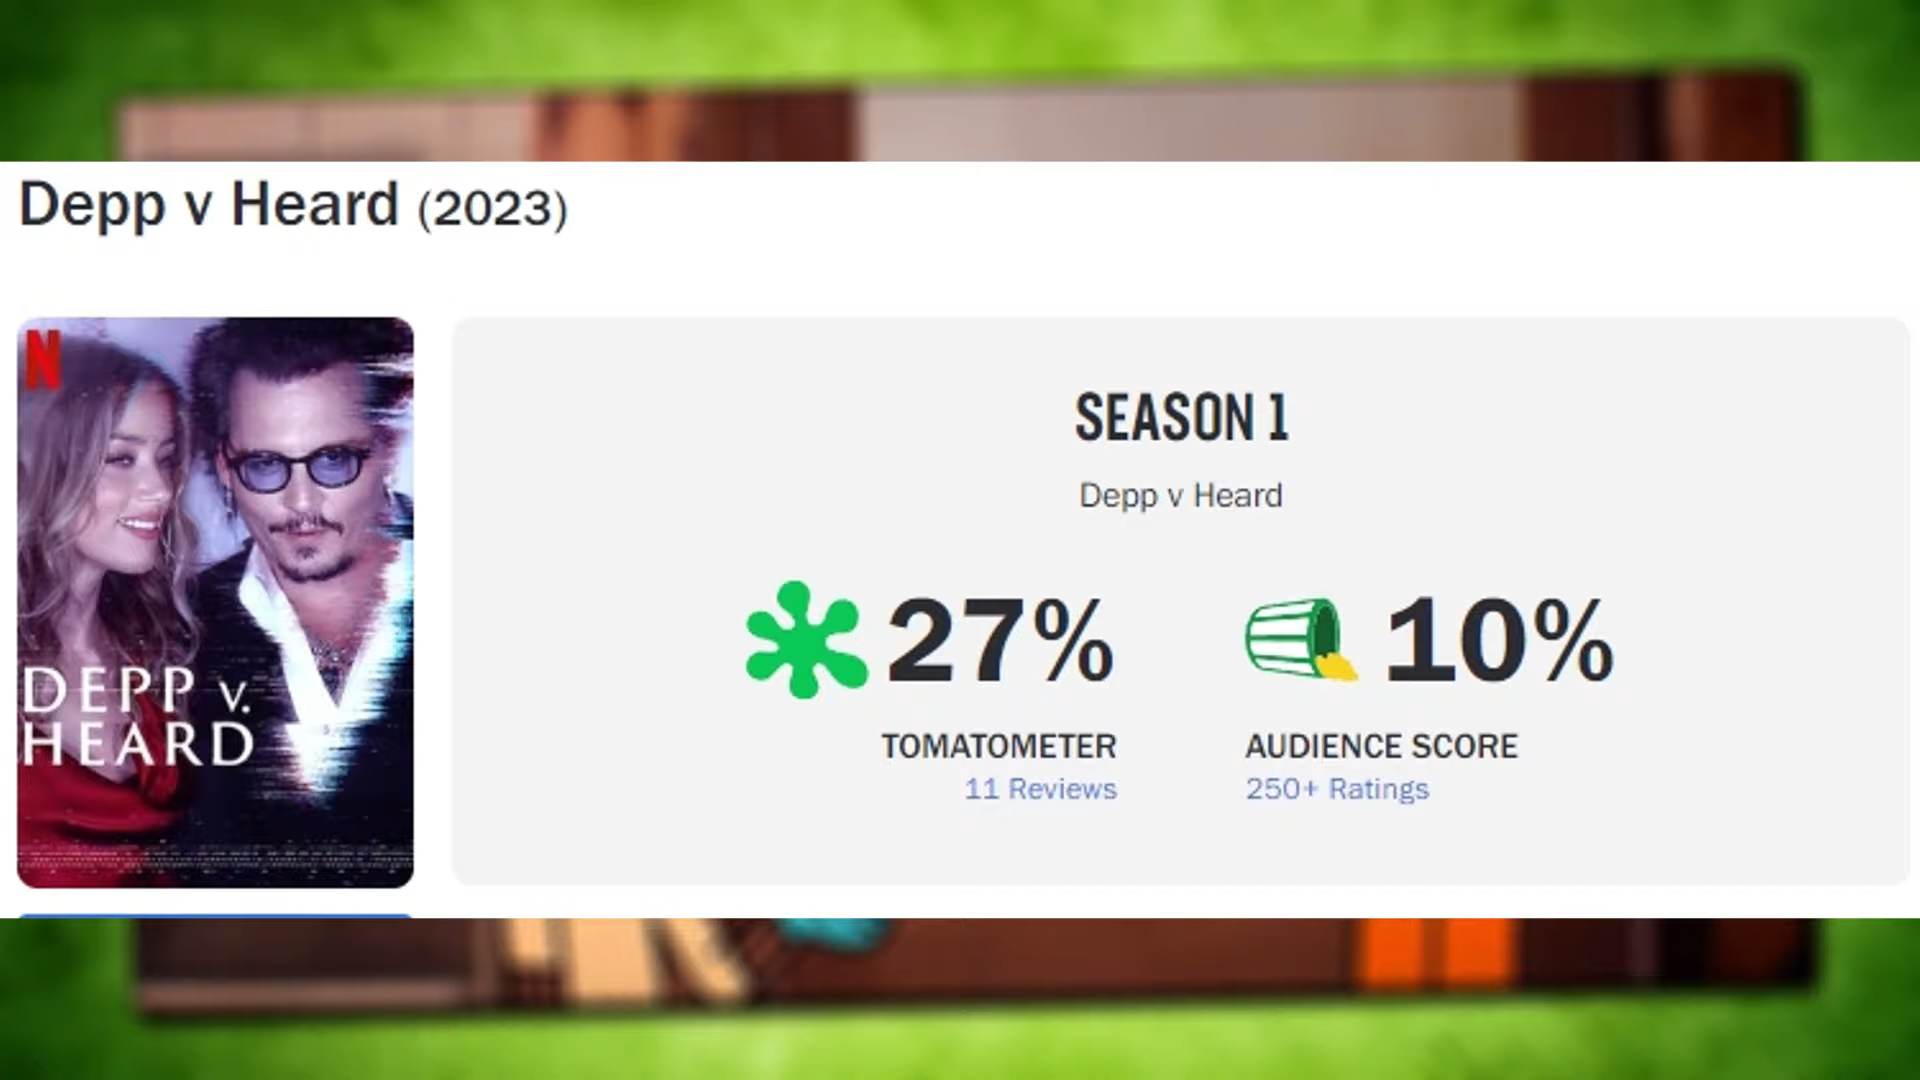 Depp v Heard (2023)
N
DEPP v.
HEARD
SEASON 1
Depp v Heard
27%
TOMATOMETER
11 Reviews
10%
AUDIENCE SCORE
250+ Ratings